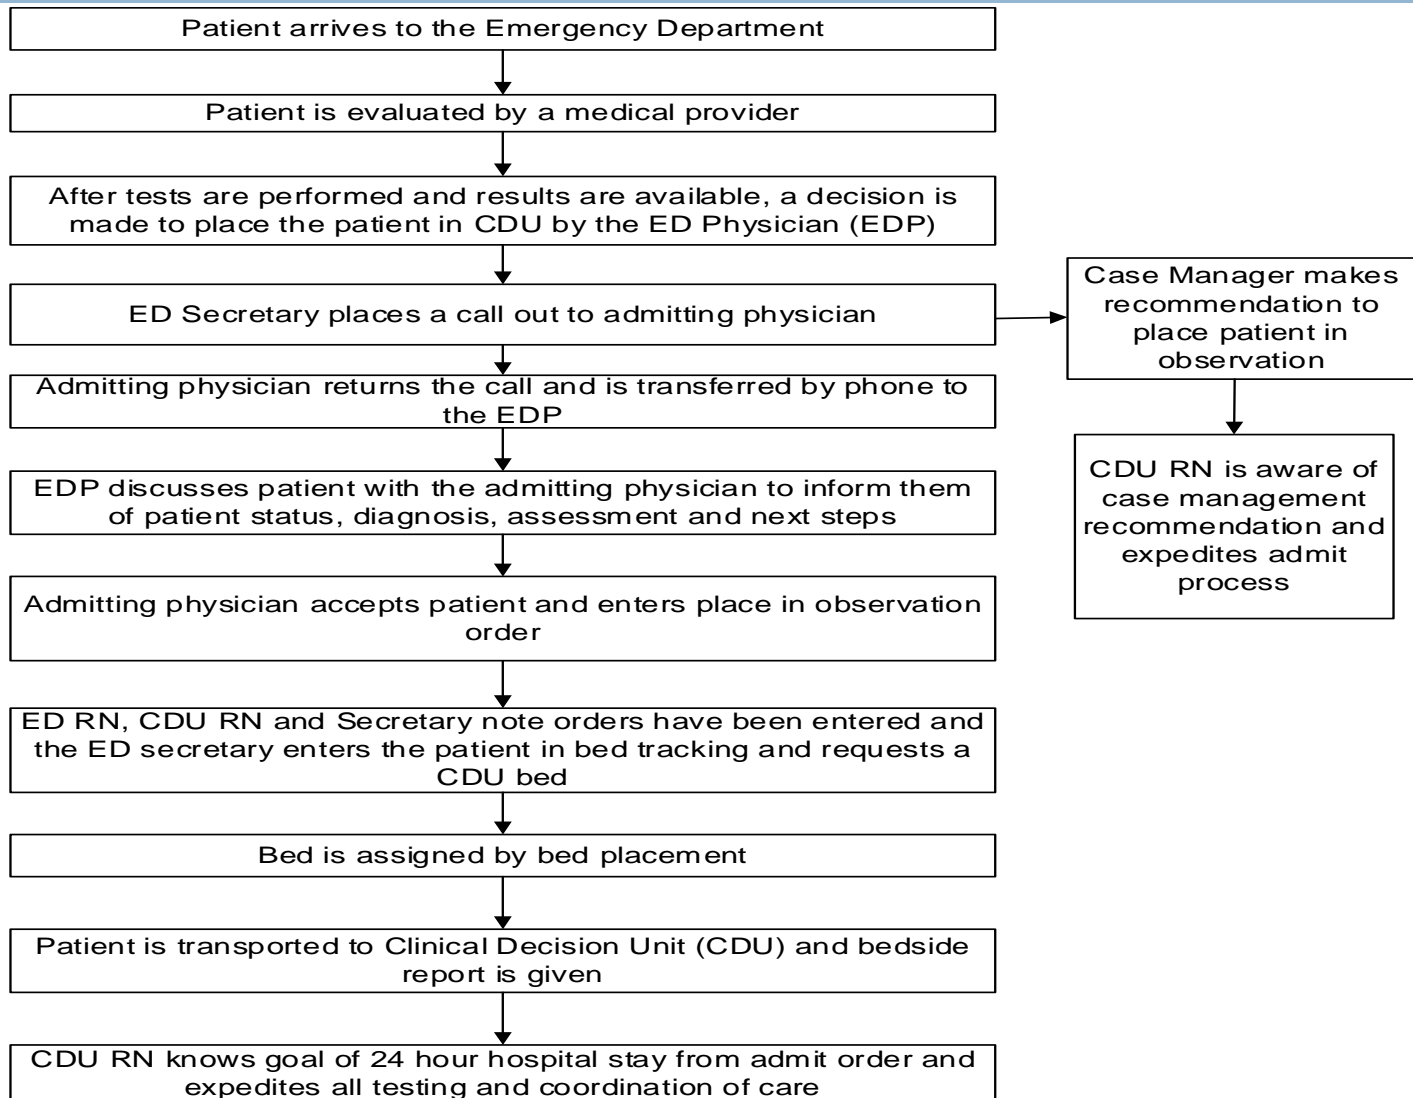 Patient arrives to the Emergency Department
Patient is evaluated by a medical provider
After tests are performed and results are available, a decision is
made to place the patient in CDU by the ED Physician (EDP)
ED Secretary places a call out to admitting physician
Case Manager makes
recommendation to
place patient in
observation
Admitting physician returns the call and is transferred by phone to
the EDP
CDU RN is aware of
case management
recommendation and
expedites admit
process
EDP discusses patient with the admitting physician to inform them
of patient status, diagnosis, assessment and next steps
Admitting physician accepts patient and enters place in observation
order
ED RN, CDU RN and Secretary note orders have been entered and
the ED secretary enters the patient in bed tracking and requests a
CDU bed
Bed is assigned by bed placement
Patient is transported to Clinical Decision Unit (CDU) and bedside
report is given
CDU RN knows goal of 24 hour hospital stay from admit order and
expedites all testing and coordination of care